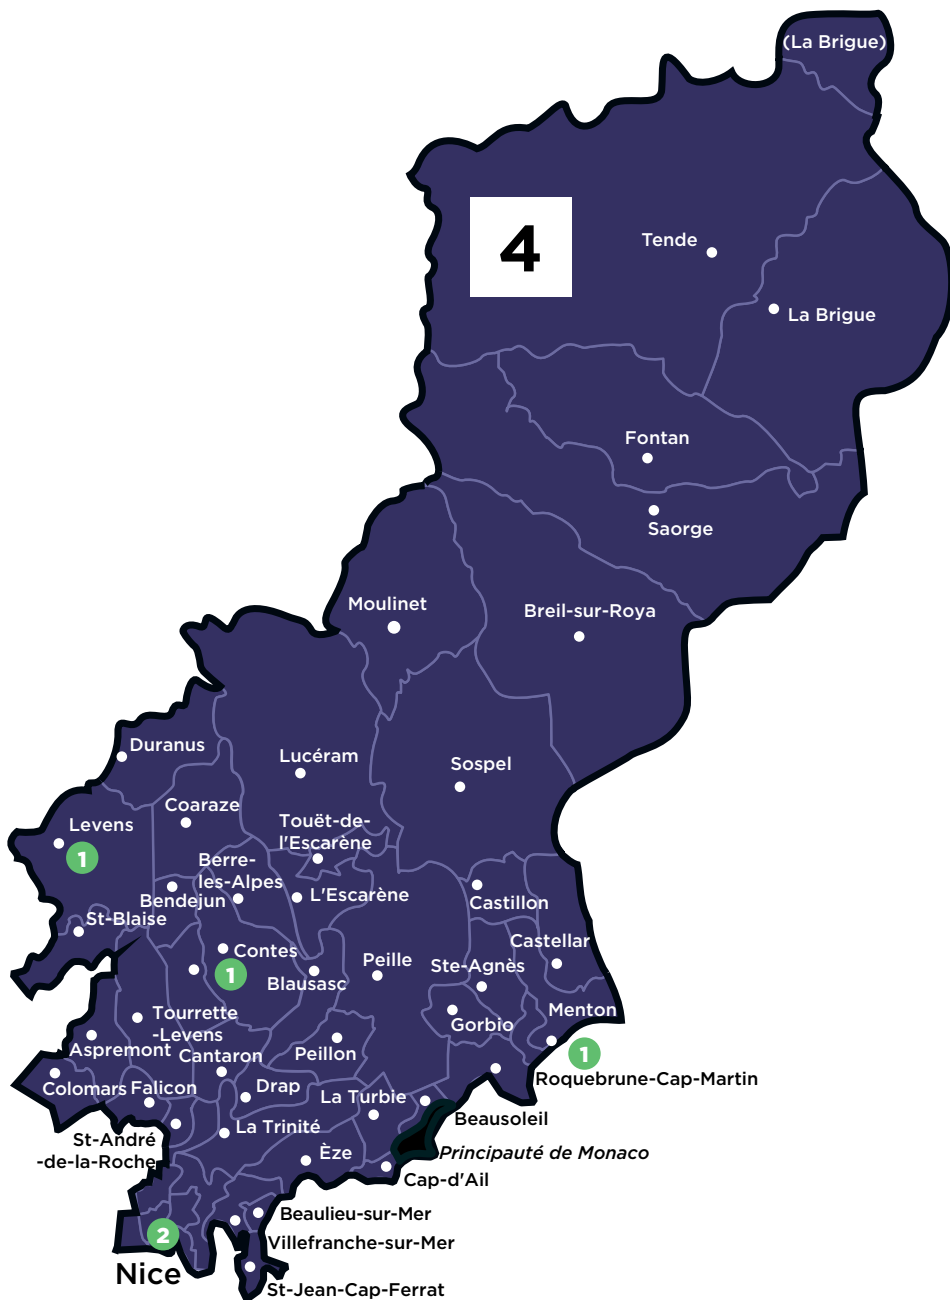 (La Brigue)
4
Tende
La Brigue
Fontan
Saorge
Moulinet
Breil-sur-Roya
Duranus
Lucéram
Sospel
Coaraze
Levens
1
Touët-de-
l'Escarène
Berre-
les-Alpes
Bendejun
L'Escarène
Castillon
St-Blaise
Contes
1
Blausasc
Peille
Ste-Agnès
Castellar
Tourrette
-Levens
Gorbio
Menton
1
Aspremont
Cantaron
Peillon
Roquebrune-Cap-Martin
Colomars
Falicon
Drap
La Turbie
Beausoleil
St-André
-de-la-Roche
La Trinité
Èze
Principauté de Monaco
Cap-d'Ail
Beaulieu-sur-Mer
2
Villefranche-sur-Mer
Nice
St-Jean-Cap-Ferrat